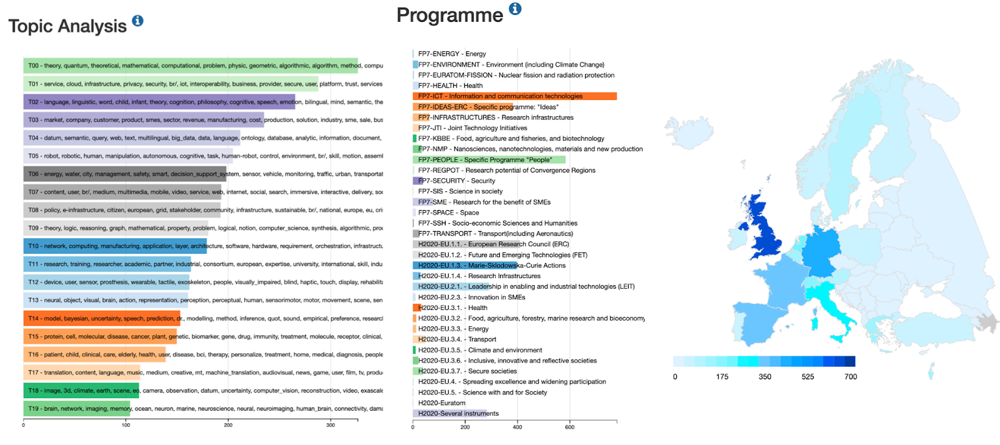 Topic Analysis
T00 - theory, quantum, theoretical, mathematical, computational, problem, physic, geometric, algorithmic, algorithm, method, compu
T01 - service, cloud, infrastructure, privacy, security, br/, iot, interoperability, business, provider, secure, user, platform, trust, services
T02 - language, linguistic, word, child, infant, theory, cognition, philosophy, cognitive, speech, emotion, bilingual, mind, semantic, the
T03 - market, company, customer, product, smes, sector, revenue, manufacturing, cost, production, solution, industry, sme, sale, bus
T04 - datum, semantic, query, web, text, multilingual, big_data, data, language, ontology, database, analytic, information, document,
T05 - robot, robotic, human, manipulation, autonomous, cognitive, task, human-robot, control, environment, br/, skill, motion, assem
T06 - energy, water, city, management, safety, smart, decision_support_system, sensor, vehicle, monitoring, traffic, urban, transportat
T07 - content, user, br/, medium, multimedia, mobile, video, service, web, internet, social, search, immersive, interactive, delivery, soc
T08 - policy, e-infrastructure, citizen, european, grid, stakeholder, community, infrastructure, sustainable, br/, national, europe, eu, cri
T09 - theory, logic, reasoning, graph, mathematical, property, problem, logical, notion, computer_science, synthesis, algorithmic, pro
T10 - network, computing, manufacturing, application, layer, architecture, software, hardware, requirement, orchestration, infrastructu
T11 - research, training, researcher, academic, partner, industrial, consortium, european, expertise, university, international, skill, indu
T12 - device, user, sensor, prosthesis, wearable, tactile, exoskeleton, people, visually_impaired, blind, haptic, touch, display, rehabilit
T13 - neural, object, visual, brain, action, representation, perception, perceptual, human, sensorimotor, motor, movement, scene, sen
T14 - model, bayesian, uncertainty, speech, prediction, dr., modelling, method, inference, quot, sound, empirical, preference, researc
T15 - protein, cell, molecular, disease, cancer, plant, genetic, biomarker, gene, drug, immunity, treatment, molecule, receptor, clinical,
T16 - patient, child, clinical, care, elderly, health, user, disease, bci, therapy, personalize, treatment, home, medical, diagnosis, people
T17 - translation, content, language, music, medium, creative, mt, machine_translation, audiovisual, news, game, user, film, tv, produ
T18 - image, 3d, climate, earth, scene, eo, camera, observation, datum, uncertainty, computer_vision, reconstruction, video, exascale
T19 - brain, network, imaging, memory, ocean, neuron, marine, neuroscience, neural, neuroimaging, human_brain, connectivity, dama
0 100 200 300
Programme
FP7-ENERGY - Energy
FP7-ENVIRONMENT - Environment (including Climate Change)
FP7-EURATOM-FISSION - Nuclear fission and radiation protection
FP7-HEALTH - Health
FP7-ICT - Information and communication technologies
FP7-IDEAS-ERC - Specific programme: "Ideas"
FP7-INFRASTRUCTURES - Research infrastructures
FP7-JTI - Joint Technology Initiatives
FP7-KBBE - Food, agriculture and fisheries, and biotechnology
FP7-NMP - Nanosciences, nanotechnologies, materials and new production
FP7-PEOPLE - Specific Programme "People"
FP7-REGPOT - Research potential of Convergence Regions
FP7-SECURITY - Security
FP7-SIS - Science in society
FP7-SME - Research for the benefit of SMEs
FP7-SPACE - Space
FP7-SSH - Socio-economic Sciences and Humanities
FP7-TRANSPORT - Transport(including Aeronautics)
H2020-EU.1.1. - European Research Council (ERC)
H2020-EU.1.2. - Future and Emerging Technologies (FET)
H2020-EU.1.3. - Marie-Sklodowska-Curie Actions
H2020-EU.1.4. - Research Infrastructures
H2020-EU.2.1. - Leadership in enabling and industrial technologies (LEIT)
H2020-EU.2.3. - Innovation in SMEs
H2020-EU.3.1. - Health
H2020-EU.3.2. - Food, agriculture, forestry, marine research and bioeconomy
H2020-EU.3.3. - Energy
H2020-EU.3.4. - Transport
H2020-EU.3.5. - Climate and environment
H2020-EU.3.6. - Inclusive, innovative and reflective societies
H2020-EU.3.7. - Secure societies
H2020-EU.4. - Spreading excellence and widening participation
H2020-EU.5. - Science with and for Society
H2020-Euratom
H2020-Several instruments
0 200 400 600
0 175 350 525 700